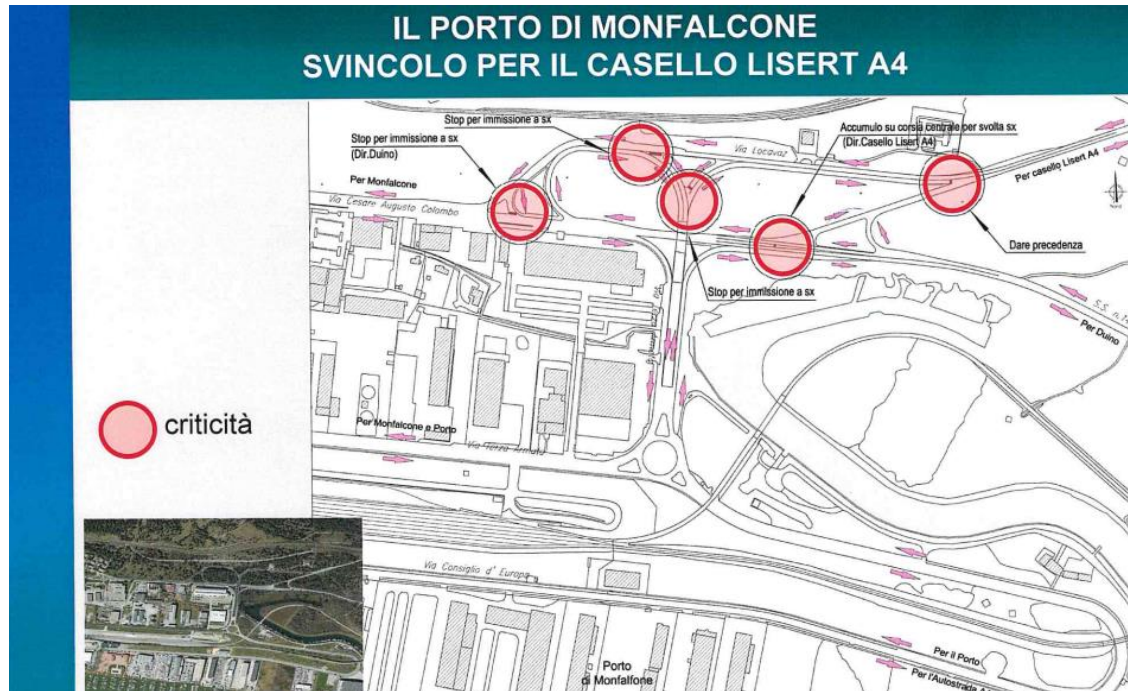 IL PORTO DI MONFALCONE
SVINCOLO PER IL CASELLO LISERT A4
Stop per immissione a sx
Stop per immissione a sx
(Dir.Duino)
Accumulo su corsia centrale per svolta sx
(Dir.Casello Lisert A4)
Via Locavaz
Per casello Lisert A4
Per Monfalcone
Via Cesare Augusto Colombo
Nord
Dare precedenza
Stop per immissione a sx
S.S. n.14
Per Duino
criticità
Per Monfalcone e Porto
Via Terza Armata
Via Consiglio d' Europa
Porto
di Monfalfone
Per il Porto
Per l'Autostrada